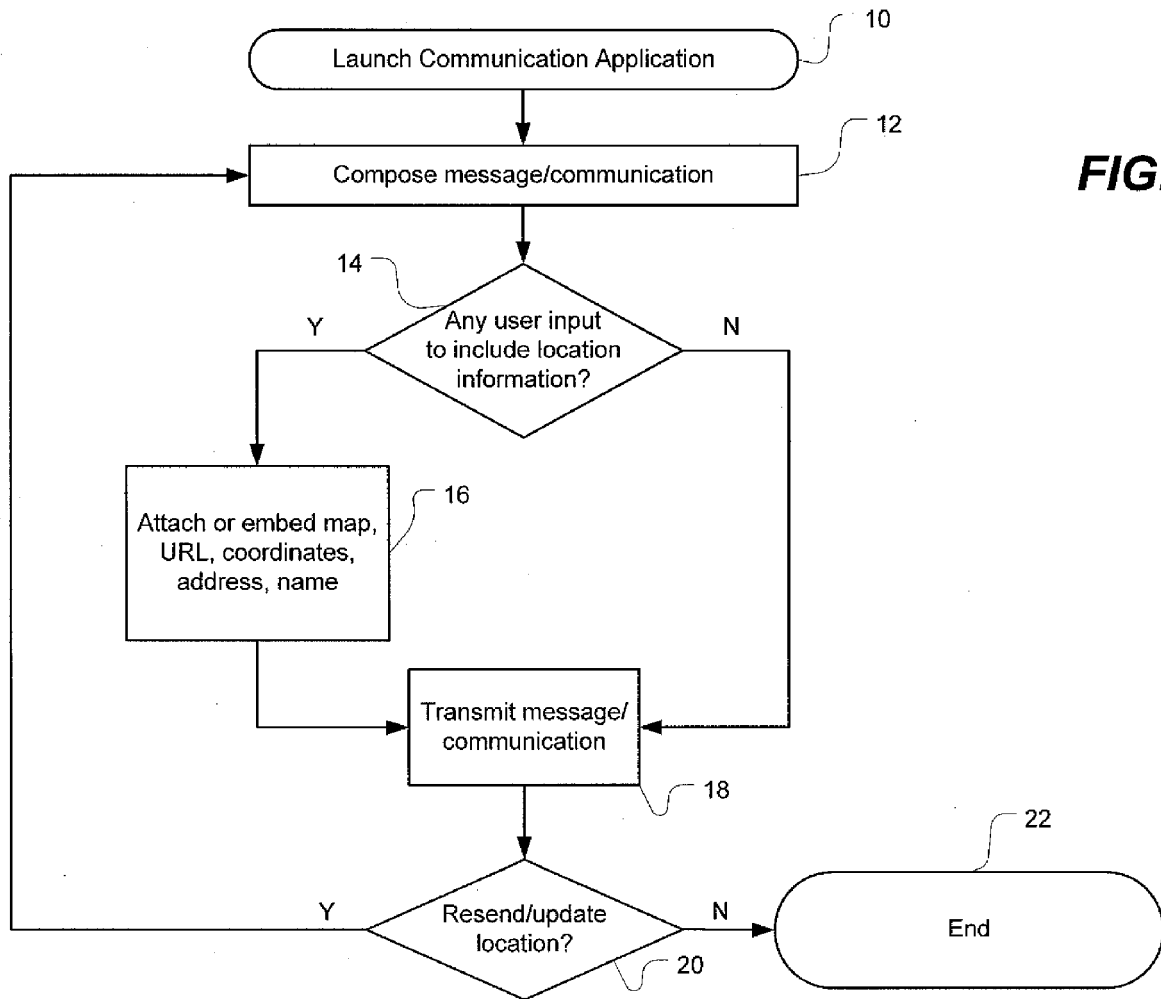 10
Launch Communication Application
12
Compose message/communication
FIG.
14
Y
Any user input
to include location
information?
N
16
Attach or embed map,
URL, coordinates,
address, name
Transmit message/
communication
18
22
Y
Resend/update
location?
N
End
20